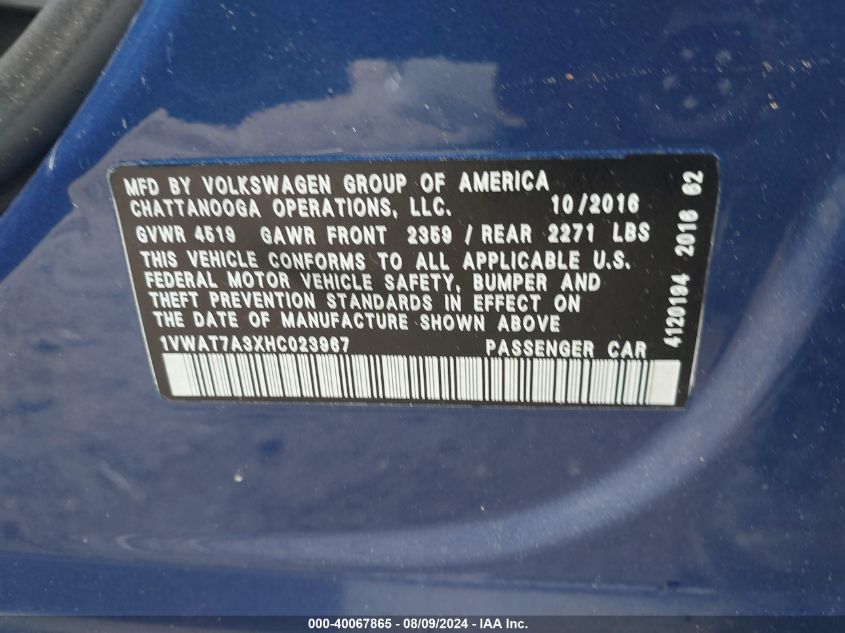 MFD BY VOLKSWAGEN GROUP OF AMERICA
CHATTANOOGA OPERATIONS, LLC. 10/2016
GVWR 4519 GAWR FRONT 2359 / REAR 2271 LBS
THIS VEHICLE CONFORMS TO ALL APPLICABLE U.S.
FEDERAL MOTOR VEHICLE SAFETY, BUMPER AND
THEFT PREVENTION STANDARDS IN EFFECT ON
THE DATE OF MANUFACTURE SHOWN ABOVE
1VWAT7A3XHC023967 PASSENGER CAR
4120194 2016 62
000-40067865 - 08/09/2024 - IAA Inc.